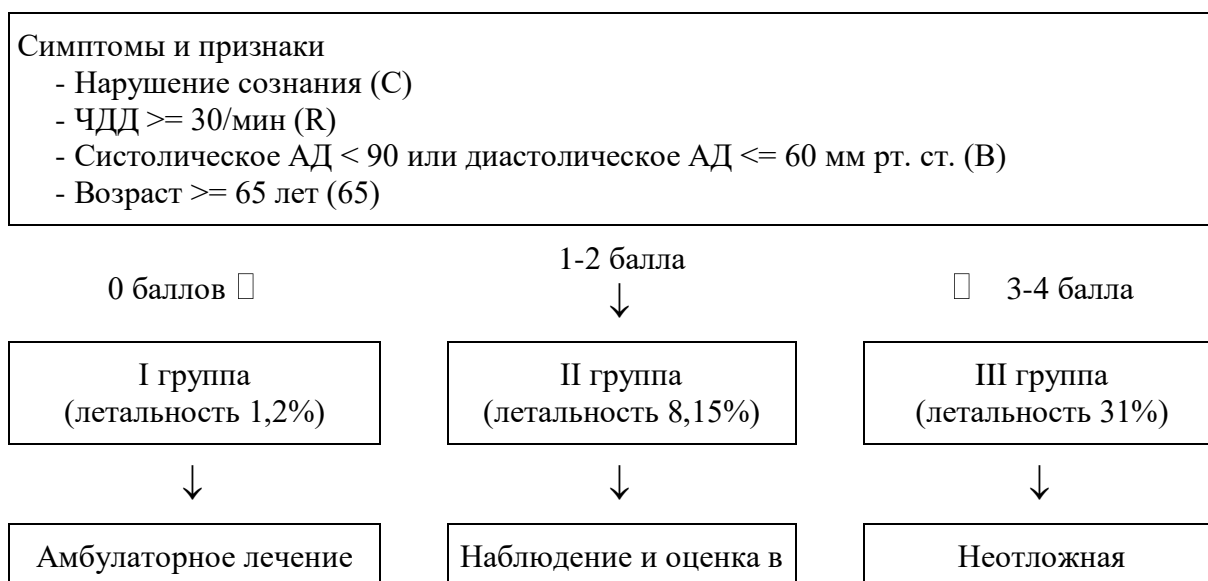 Симптомы и признаки
- Нарушение сознания (C)
- ЧДД >= 30/мин (R)
- Систолическое АД < 90 или диастолическое АД <= 60 мм рт. ст. (B)
- Возраст >= 65 лет (65)
0 баллов
1-2 балла
3-4 балла
I группа
(летальность 1,2%)
II группа
(летальность 8,15%)
III группа
(летальность 31%)
Амбулаторное лечение
Наблюдение и оценка в
Неотложная